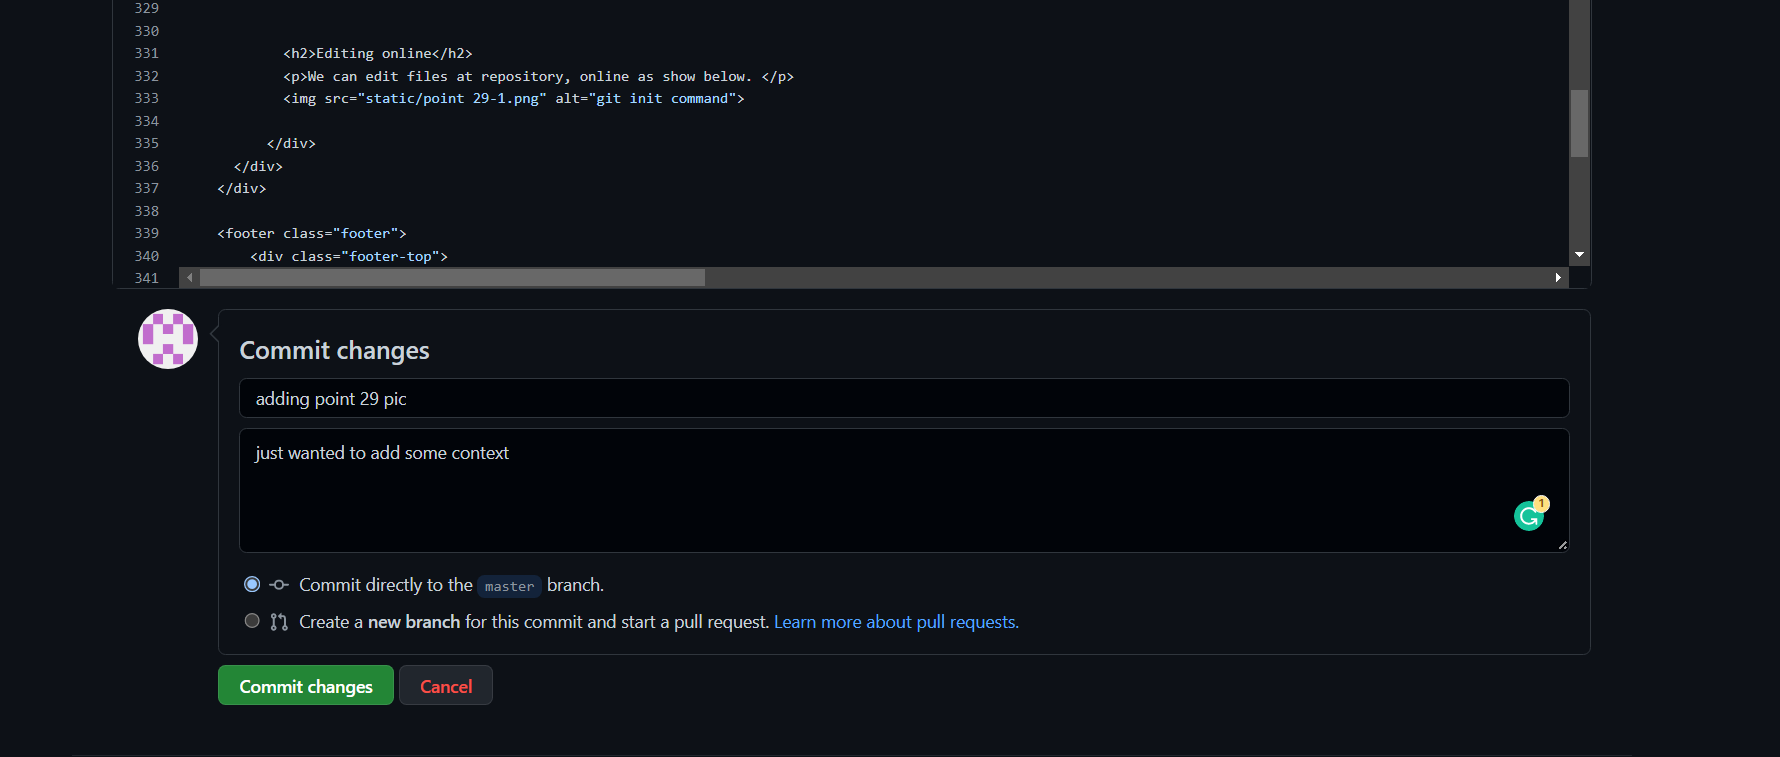 329
330
331 <h2>Editing online</h2>
332 <p>We can edit files at repository, online as show below. </p>
333 <img src="static/point 29-1.png" alt="git init command">
334
335 </div>
336 </div>
337 </div>
338
339 <footer class="footer">
340 <div class="footer-top">
341
Commit changes
adding point 29 pic
just wanted to add some context
1
Commit directly to the master branch.
Create a new branch for this commit and start a pull request. Learn more about pull requests.
Commit changes Cancel